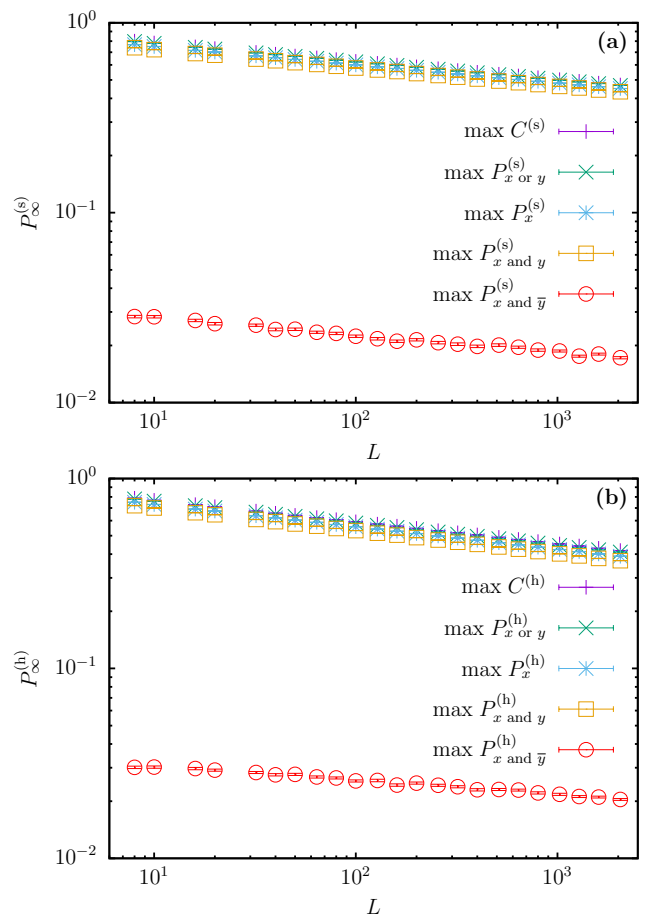 10^0
(a)
max C^(s)
max P^(s)_x or y
max P^(s)_x
max P^(s)_x and y
max P^(s)_x and y̅
10^-1
10^-2
P^(s)_∞
10^1 10^2 10^3
L
10^0
(b)
max C^(h)
max P^(h)_x or y
max P^(h)_x
max P^(h)_x and y
max P^(h)_x and y̅
10^-1
10^-2
P^(h)_∞
10^1 10^2 10^3
L